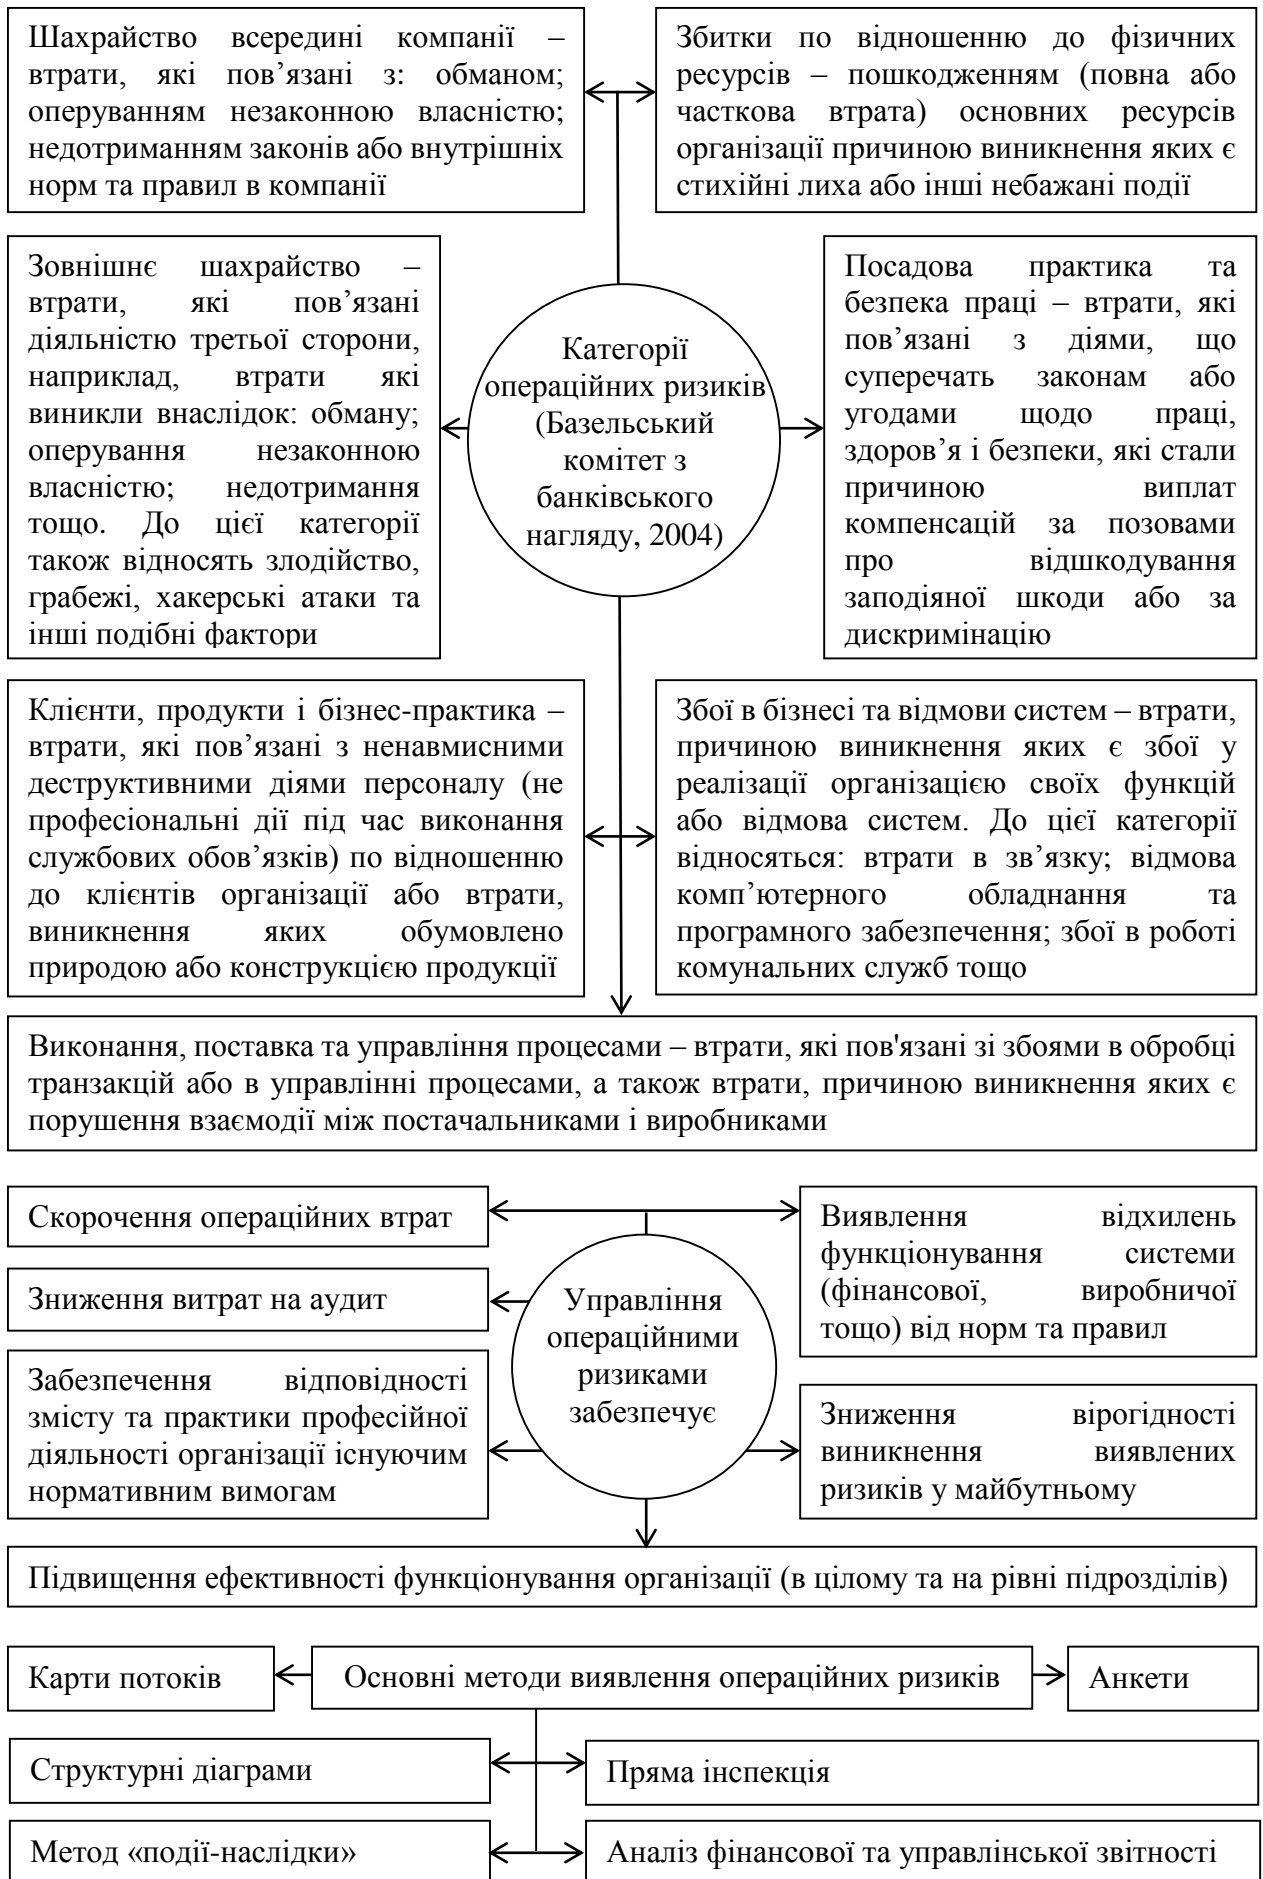 Шахрайство всередині компанії –
втрати, які пов’язані з: обманом;
оперуванням незаконною власністю;
недотриманням законів або внутрішніх
норм та правил в компанії
Збитки по відношенню до фізичних
ресурсів – пошкодженням (повна або
часткова втрата) основних ресурсів
організації причиною виникнення яких є
стихійні лиха або інші небажані події
Зовнішнє шахрайство –
втрати, які пов’язані
діяльністю третьої сторони,
наприклад, втрати які
виникли внаслідок: обману;
оперування незаконною
власністю; недотримання
тощо. До цієї категорії
також відносять злодійство,
грабежі, хакерські атаки та
інші подібні фактори
Категорії
операційних ризиків
(Базельський
комітет з
банківського
нагляду, 2004)
Посадова практика та
безпека праці – втрати, які
пов’язані з діями, що
суперечать законам або
угодами щодо праці,
здоров’я і безпеки, які стали
причиною виплат
компенсацій за позовами
про відшкодування
заподіяної шкоди або за
дискримінацію
Клієнти, продукти і бізнес-практика –
втрати, які пов’язані з ненавмисними
деструктивними діями персоналу (не
професіональні дії під час виконання
службових обов’язків) по відношенню
до клієнтів організації або втрати,
виникнення яких обумовлено
природою або конструкцією продукції
Збої в бізнесі та відмови систем – втрати,
причиною виникнення яких є збої у
реалізації організацією своїх функцій
або відмова систем. До цієї категорії
відносяться: втрати в зв’язку; відмова
комп’ютерного обладнання та
програмного забезпечення; збої в роботі
комунальних служб тощо
Виконання, поставка та управління процесами – втрати, які пов'язані зі збоями в обробці
транзакцій або в управлінні процесами, а також втрати, причиною виникнення яких є
порушення взаємодії між постачальниками і виробниками
Скорочення операційних втрат
Зниження витрат на аудит
Забезпечення відповідності
змісту та практики професійної
діяльності організації існуючим
нормативним вимогам
Управління
операційними
ризиками
забезпечує
Виявлення відхилень
функціонування системи
(фінансової, виробничої
тощо) від норм та правил
Зниження вірогідності
виникнення виявлених
ризиків у майбутньому
Підвищення ефективності функціонування організації (в цілому та на рівні підрозділів)
Карти потоків
Основні методи виявлення операційних ризиків
Анкети
Структурні діаграми
Пряма інспекція
Метод «події-наслідки»
Аналіз фінансової та управлінської звітності